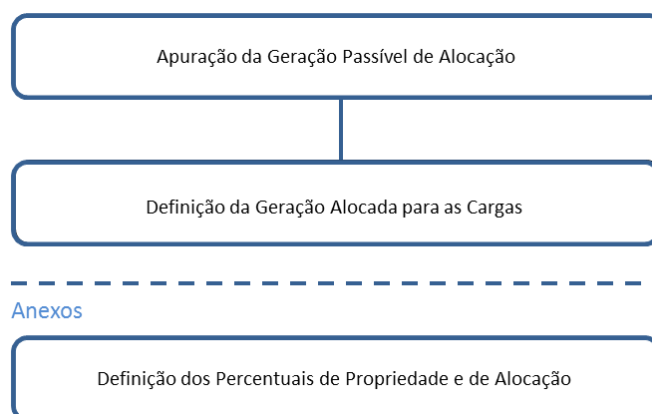 Apuração da Geração Passível de Alocação
Definição da Geração Alocada para as Cargas
Anexos
Definição dos Percentuais de Propriedade e de Alocação